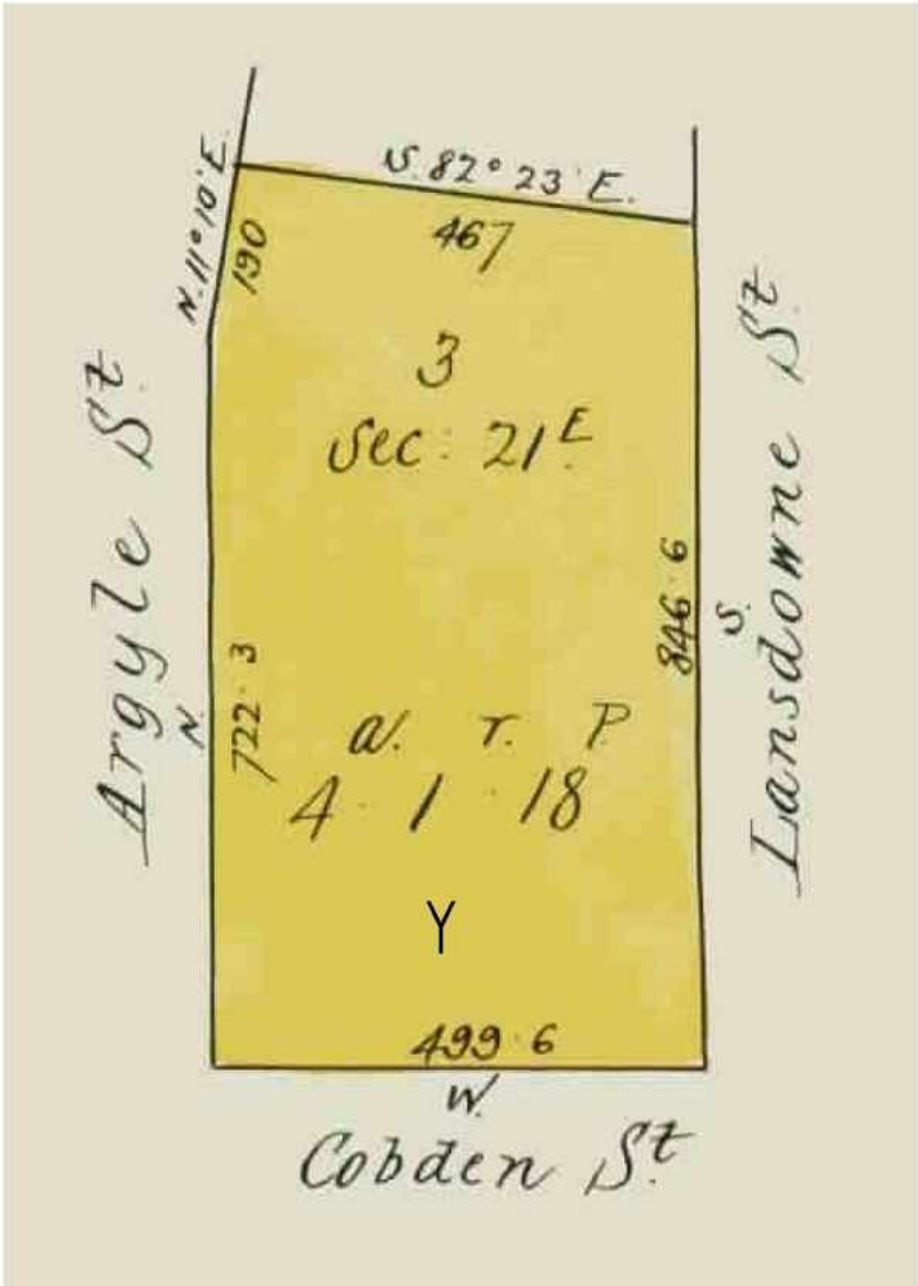 N. 11° 10' E.
S. 82° 23' E.
190
467
3
Sec: 21E.
Argyle St.
N.
722·3
846·6
S.
Lansdowne St.
a. r. P.
4·1·18
Y
499·6
W.
Cobden St.